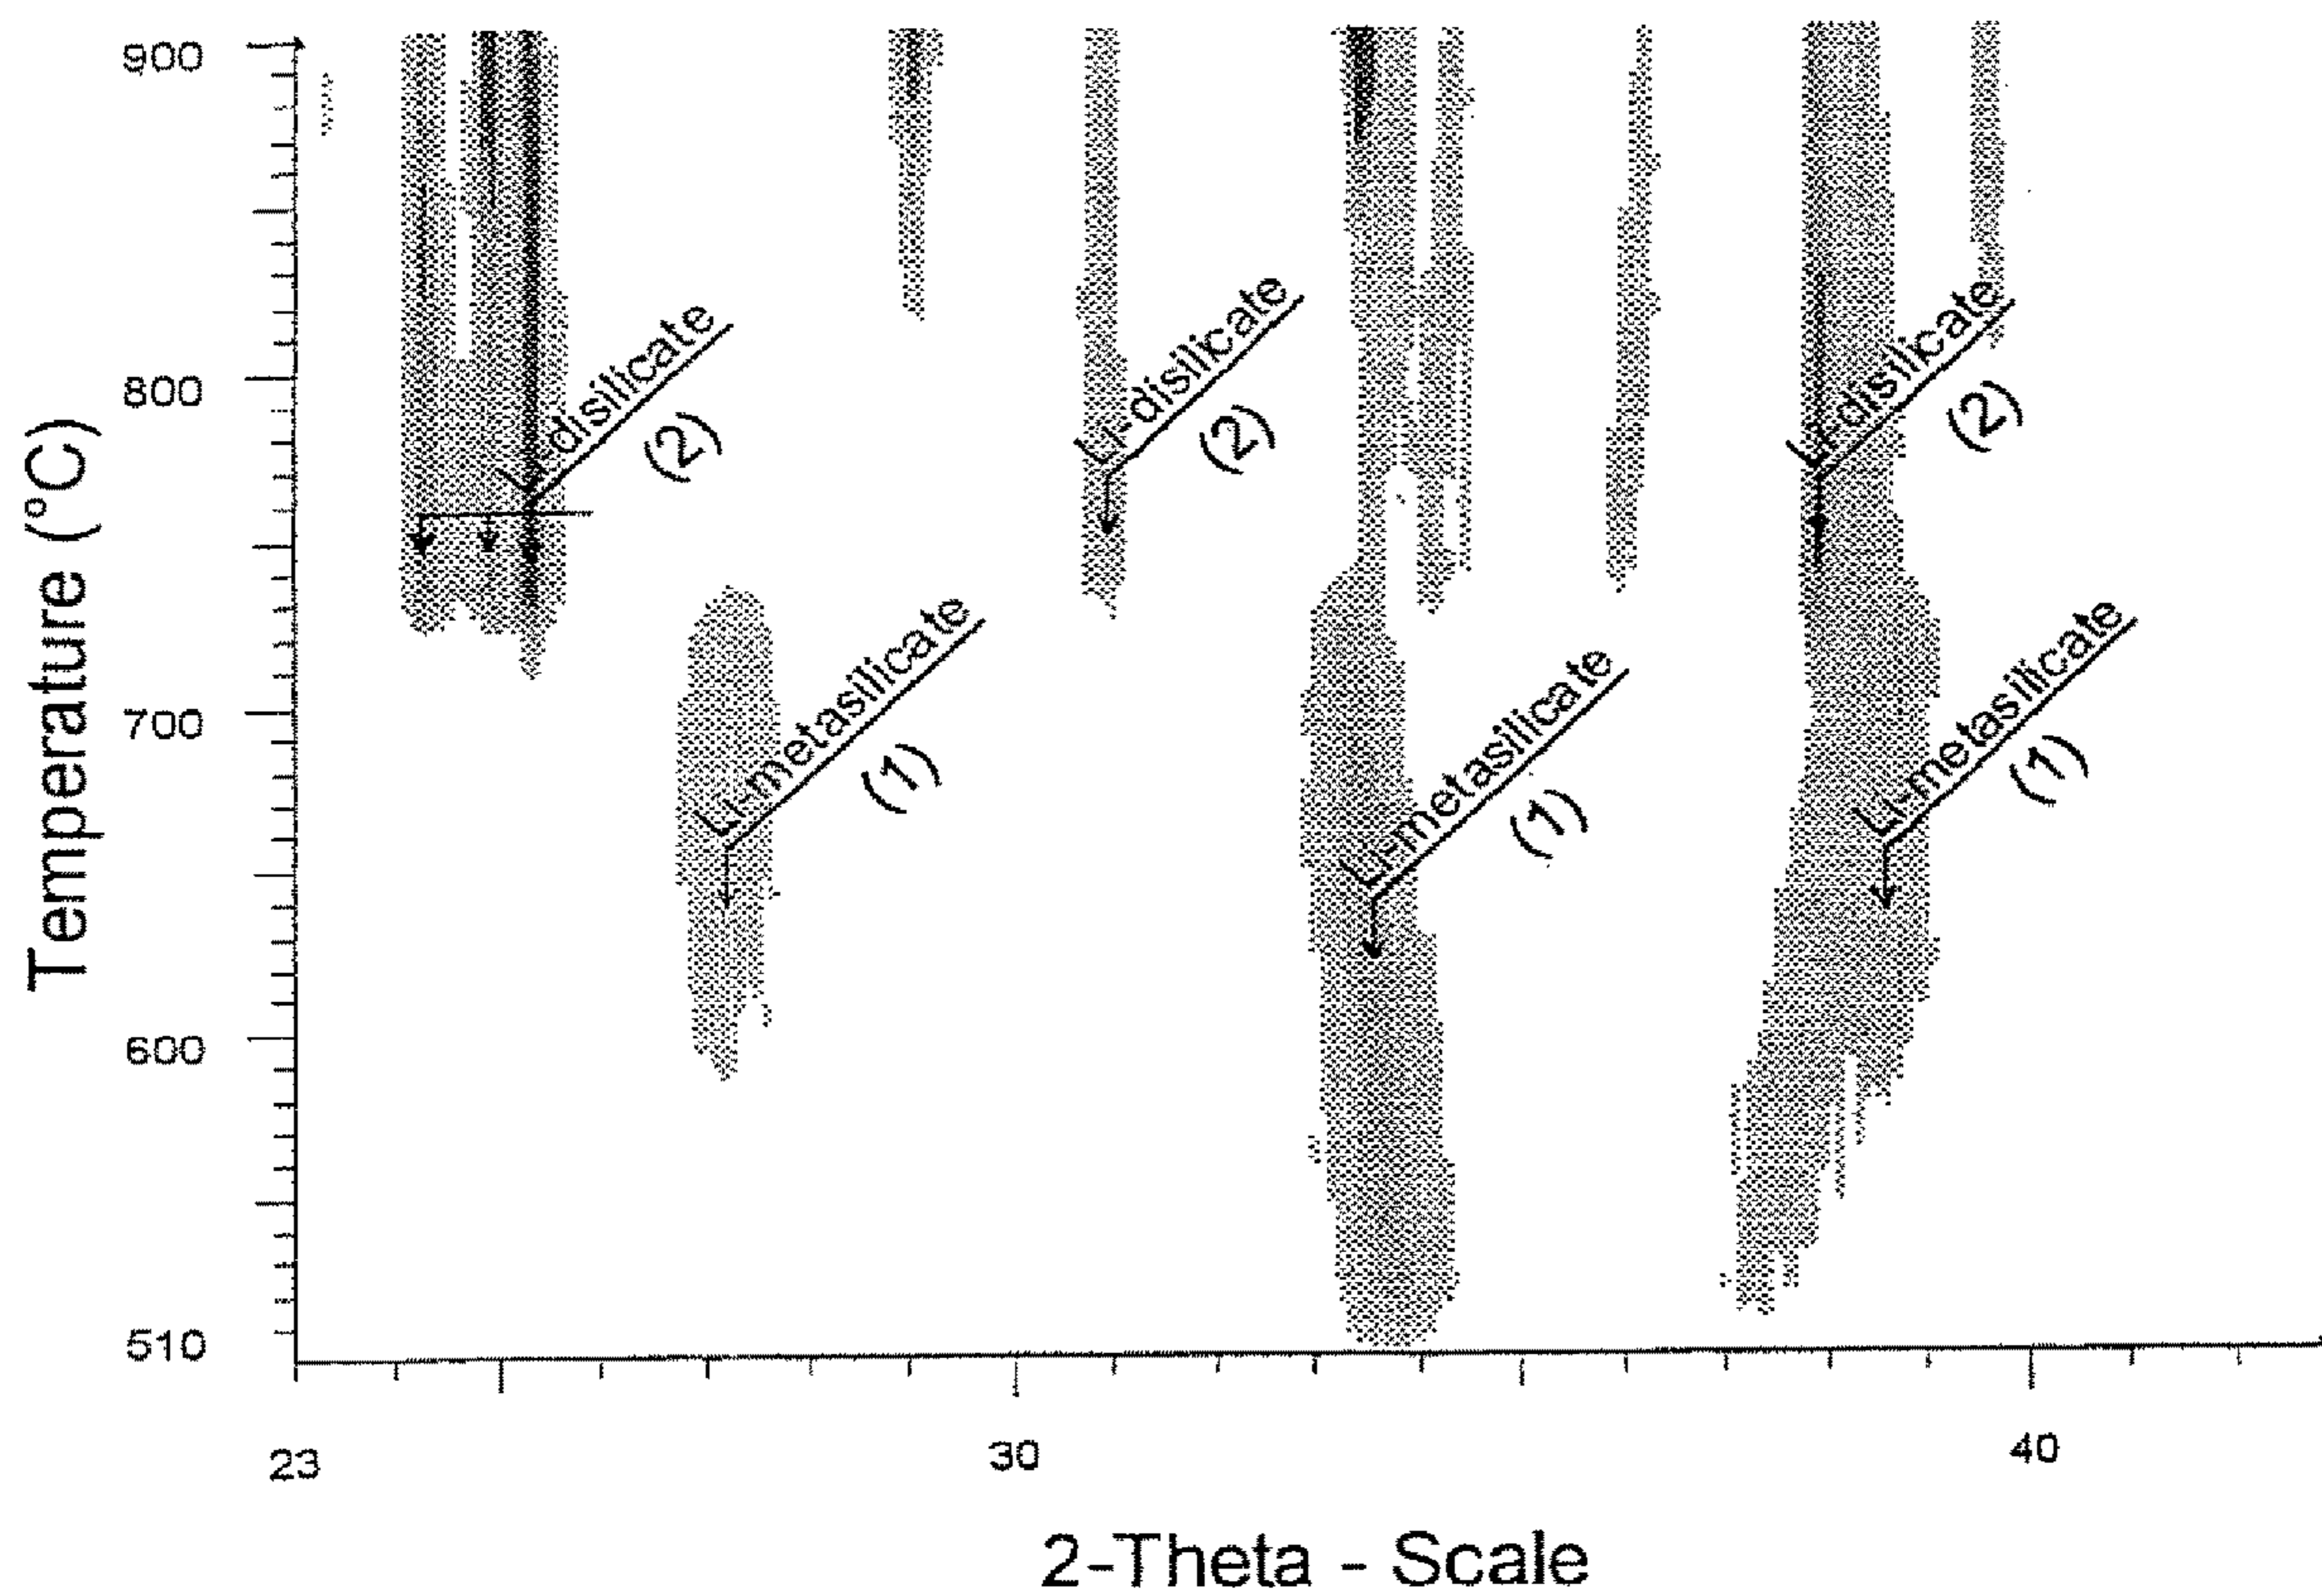 900
800
700
600
510
Temperature (°C)
Li-disilicate
(2)
Li-disilicate
(2)
Li-disilicate
(2)
Li-metasilicate
(1)
Li-metasilicate
(1)
Li-metasilicate
(1)
23
30
40
2-Theta - Scale